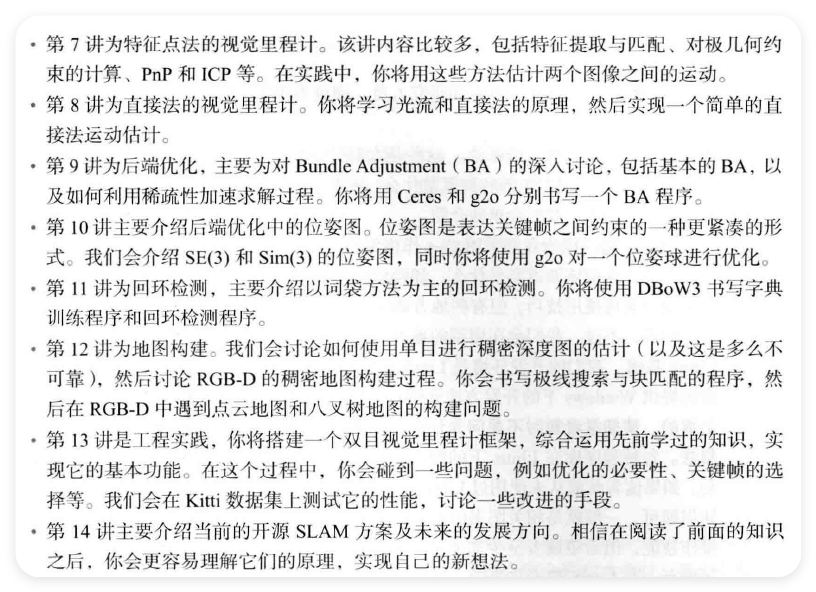 • 第 7 讲为特征点法的视觉里程计。该讲内容比较多，包括特征提取与匹配、对极几何约
束的计算、PnP 和 ICP 等。在实践中，你将用这些方法估计两个图像之间的运动。
• 第 8 讲为直接法的视觉里程计。你将学习光流和直接法的原理，然后实现一个简单的直
接法运动估计。
• 第 9 讲为后端优化，主要为对 Bundle Adjustment（BA）的深入讨论，包括基本的 BA，以
及如何利用稀疏性加速求解过程。你将用 Ceres 和 g2o 分别书写一个 BA 程序。
• 第 10 讲主要介绍后端优化中的位姿图。位姿图是表达关键帧之间约束的一种更紧凑的形
式。我们会介绍 SE(3) 和 Sim(3) 的位姿图，同时你将使用 g2o 对一个位姿球进行优化。
• 第 11 讲为回环检测，主要介绍以词袋方法为主的回环检测。你将使用 DBoW3 书写字典
训练程序和回环检测程序。
• 第 12 讲为地图构建。我们会讨论如何使用单目进行稠密深度图的估计（以及这是多么不
可靠），然后讨论 RGB-D 的稠密地图构建过程。你会书写极线搜索与块匹配的程序，然
后在 RGB-D 中遇到点云地图和八叉树地图的构建问题。
• 第 13 讲是工程实践，你将搭建一个双目视觉里程计框架，综合运用先前学过的知识，实
现它的基本功能。在这个过程中，你会碰到一些问题，例如优化的必要性、关键帧的选
择等。我们会在 Kitti 数据集上测试它的性能，讨论一些改进的手段。
• 第 14 讲主要介绍当前的开源 SLAM 方案及未来的发展方向。相信在阅读了前面的知识
之后，你会更容易理解它们的原理，实现自己的新想法。